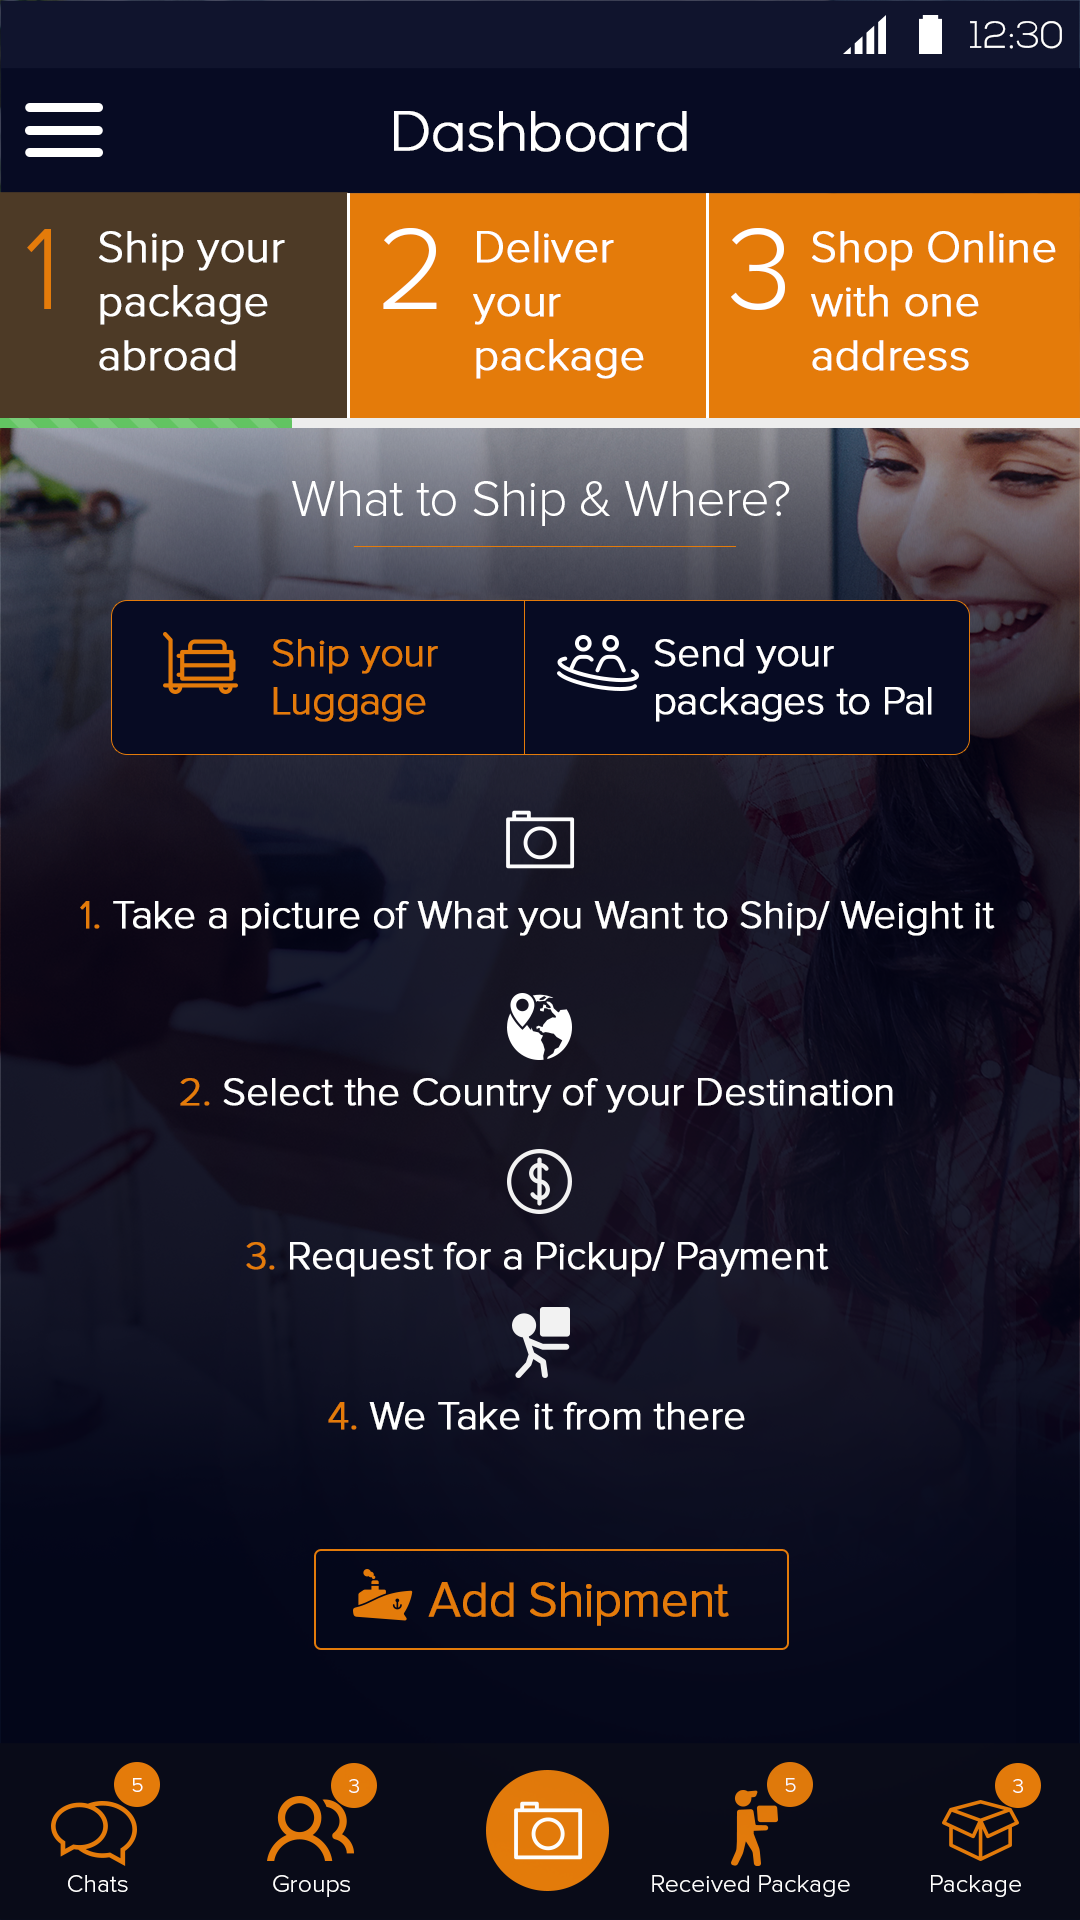 12:30
Dashboard
1 Ship your
package
abroad
2 Deliver
your
package
3 Shop Online
with one
address
What to Ship & Where?
Ship your
Luggage
Send your
packages to Pal
1. Take a picture of What you Want to Ship/ Weight it
2. Select the Country of your Destination
3. Request for a Pickup/ Payment
4. We Take it from there
Add Shipment
5
3
5
3
Chats
Groups
Received Package
Package